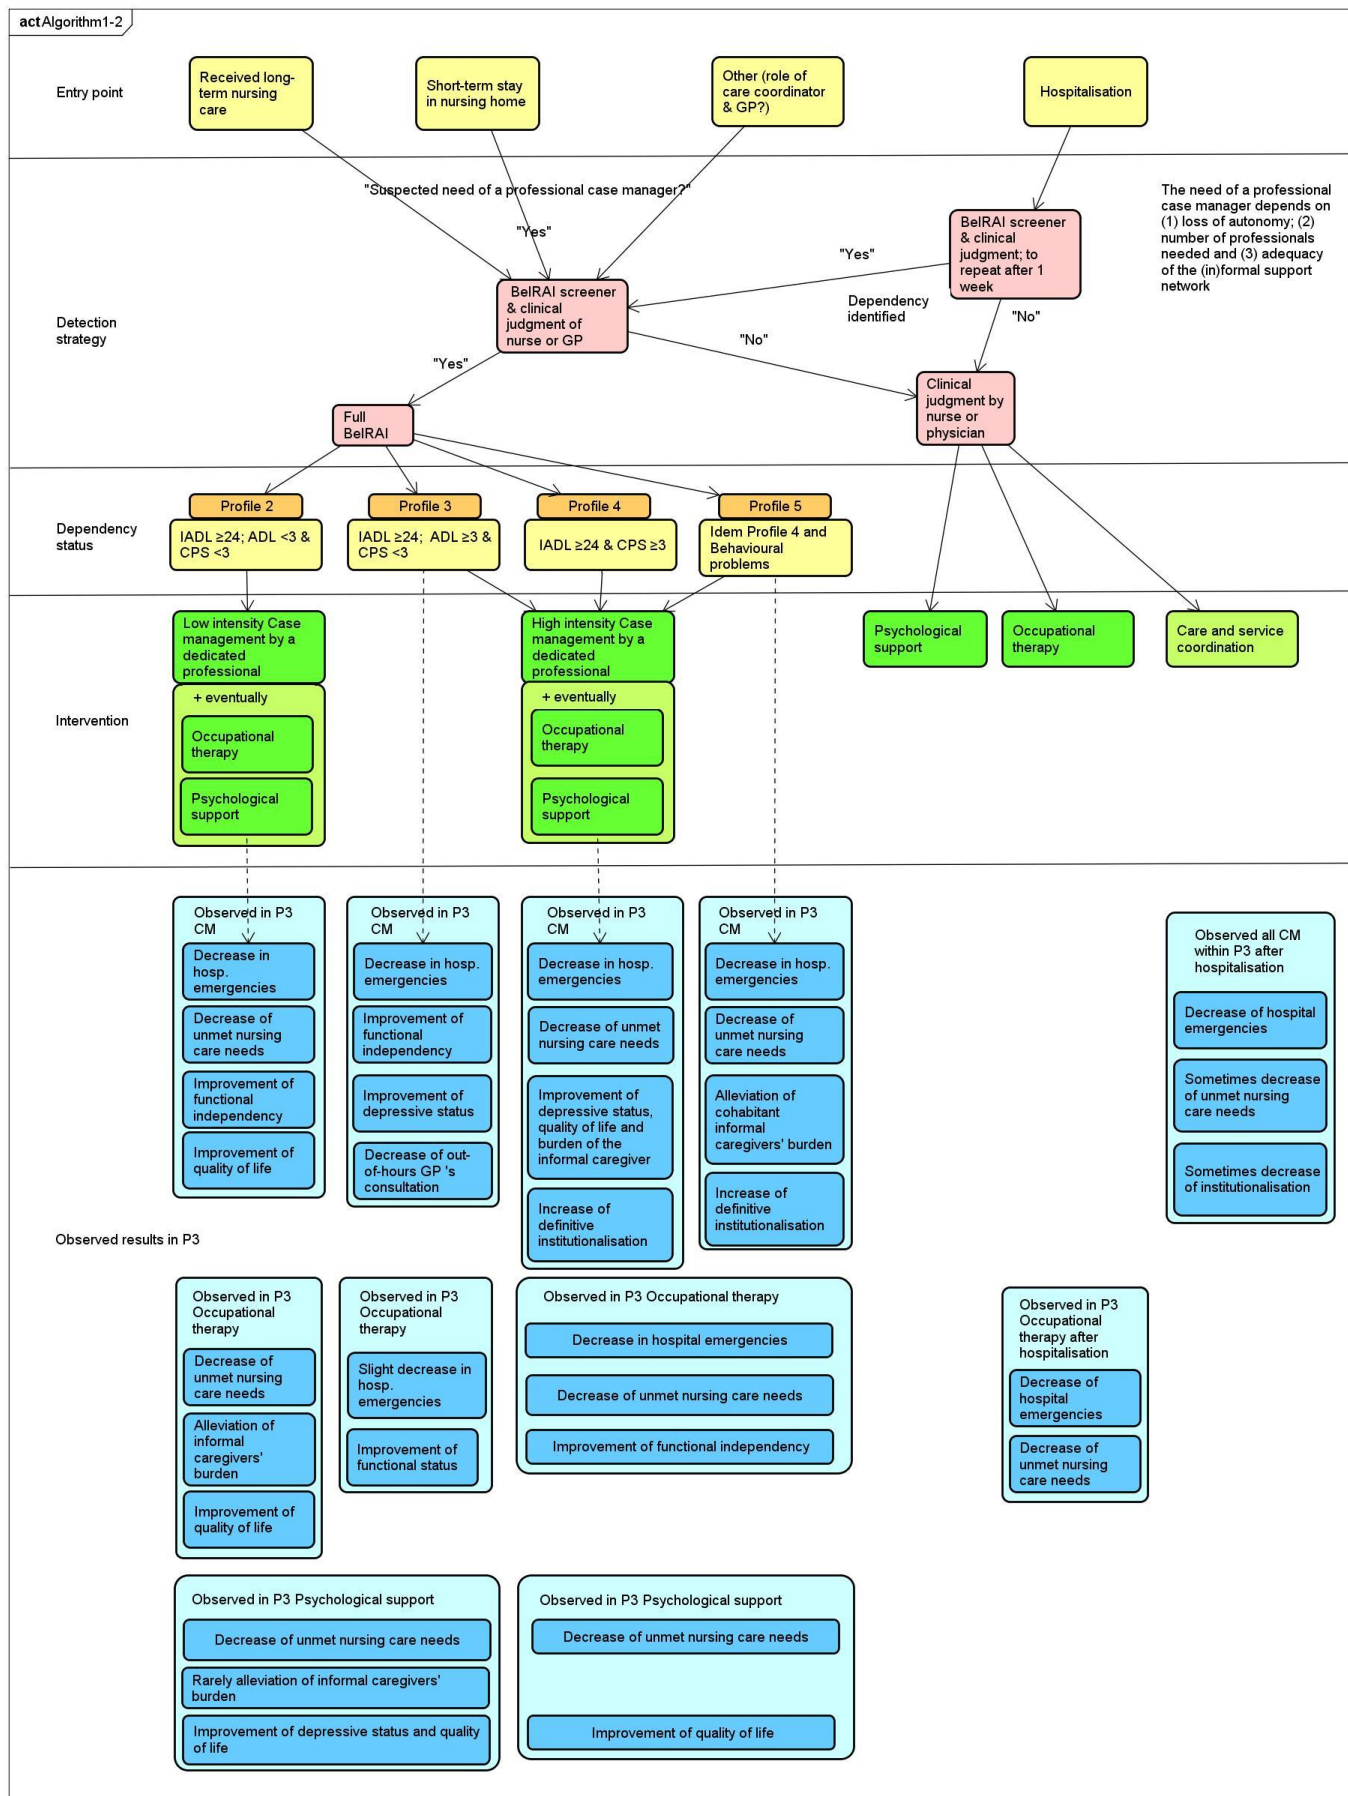 actAlgorithm1-2
Entry point
Received long-
term nursing
care
Short-term stay
in nursing home
Other (role of
care coordinator
& GP?)
Hospitalisation
"Suspected need of a professional case manager?"
The need of a professional
case manager depends on
(1) loss of autonomy; (2)
number of professionals
needed and (3) adequacy
of the (in)formal support
network
BelRAI screener
& clinical
judgment; to
repeat after 1
week
"Yes"
"Yes"
Dependency
identified
"No"
Detection
strategy
BelRAI screener
& clinical
judgment of
nurse or GP
"No"
"Yes"
Clinical
judgment by
nurse or
physician
Full
BelRAI
Dependency
status
Profile 2
IADL ≥24; ADL <3 &
CPS <3
Profile 3
IADL ≥24;  ADL ≥3 &
CPS <3
Profile 4
IADL ≥24 & CPS ≥3
Profile 5
Idem Profile 4 and
Behavioural
problems
Intervention
Low intensity Case
management by a
dedicated
professional
+ eventually
Occupational
therapy
Psychological
support
High intensity Case
management by a
dedicated
professional
+ eventually
Occupational
therapy
Psychological
support
Psychological
support
Occupational
therapy
Care and service
coordination
Observed results in P3
Observed in P3
CM
Decrease in
hosp.
emergencies
Decrease of
unmet nursing
care needs
Improvement of
functional
independency
Improvement of
quality of life
Observed in P3
CM
Decrease in hosp.
emergencies
Improvement of
functional
independency
Improvement of
depressive status
Decrease of out-
of-hours GP 's
consultation
Observed in P3
CM
Decrease in hosp.
emergencies
Decrease of unmet
nursing care needs
Improvement of
depressive status,
quality of life and
burden of the
informal caregiver
Increase of
definitive
institutionalisation
Observed in P3
CM
Decrease in hosp.
emergencies
Decrease of
unmet nursing
care needs
Alleviation of
cohabitant
informal
caregivers' burden
Increase of
definitive
institutionalisation
Observed all CM
within P3 after
hospitalisation
Decrease of hospital
emergencies
Sometimes decrease
of unmet nursing
care needs
Sometimes decrease
of institutionalisation
Observed in P3
Occupational
therapy
Decrease of
unmet nursing
care needs
Alleviation of
informal
caregivers'
burden
Improvement of
quality of life
Observed in P3
Occupational
therapy
Slight decrease in
hosp.
emergencies
Improvement of
functional status
Observed in P3 Occupational therapy
Decrease in hospital emergencies
Decrease of unmet nursing care needs
Improvement of functional independency
Observed in P3
Occupational
therapy after
hospitalisation
Decrease of
hospital
emergencies
Decrease of
unmet nursing
care needs
Observed in P3 Psychological support
Decrease of unmet nursing care needs
Rarely alleviation of informal caregivers'
burden
Improvement of depressive status and quality
of life
Observed in P3 Psychological support
Decrease of unmet nursing care needs
Improvement of quality of life